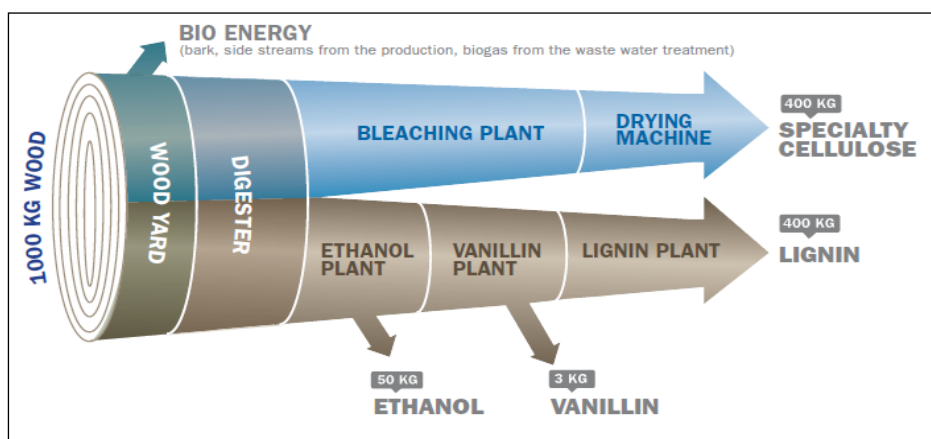 BIO ENERGY
(bark, side streams from the production, biogas from the waste water treatment)
1000 KG WOOD
WOOD YARD
DIGESTER
BLEACHING PLANT
DRYING
MACHINE
400 KG
SPECIALTY
CELLULOSE
ETHANOL
PLANT
VANILLIN
PLANT
LIGNIN PLANT
400 KG
LIGNIN
50 KG
ETHANOL
3 KG
VANILLIN